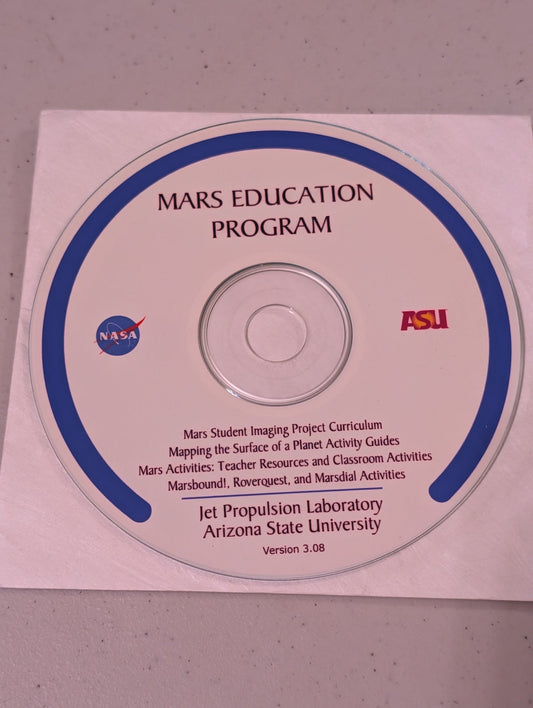 MARS EDUCATION
PROGRAM
NASA
ASU
Mars Student Imaging Project Curriculum
Mapping the Surface of a Planet Activity Guides
Mars Activities: Teacher Resources and Classroom Activities
Marsbound!, Roverquest, and Marsdial Activities
Jet Propulsion Laboratory
Arizona State University
Version 3.08